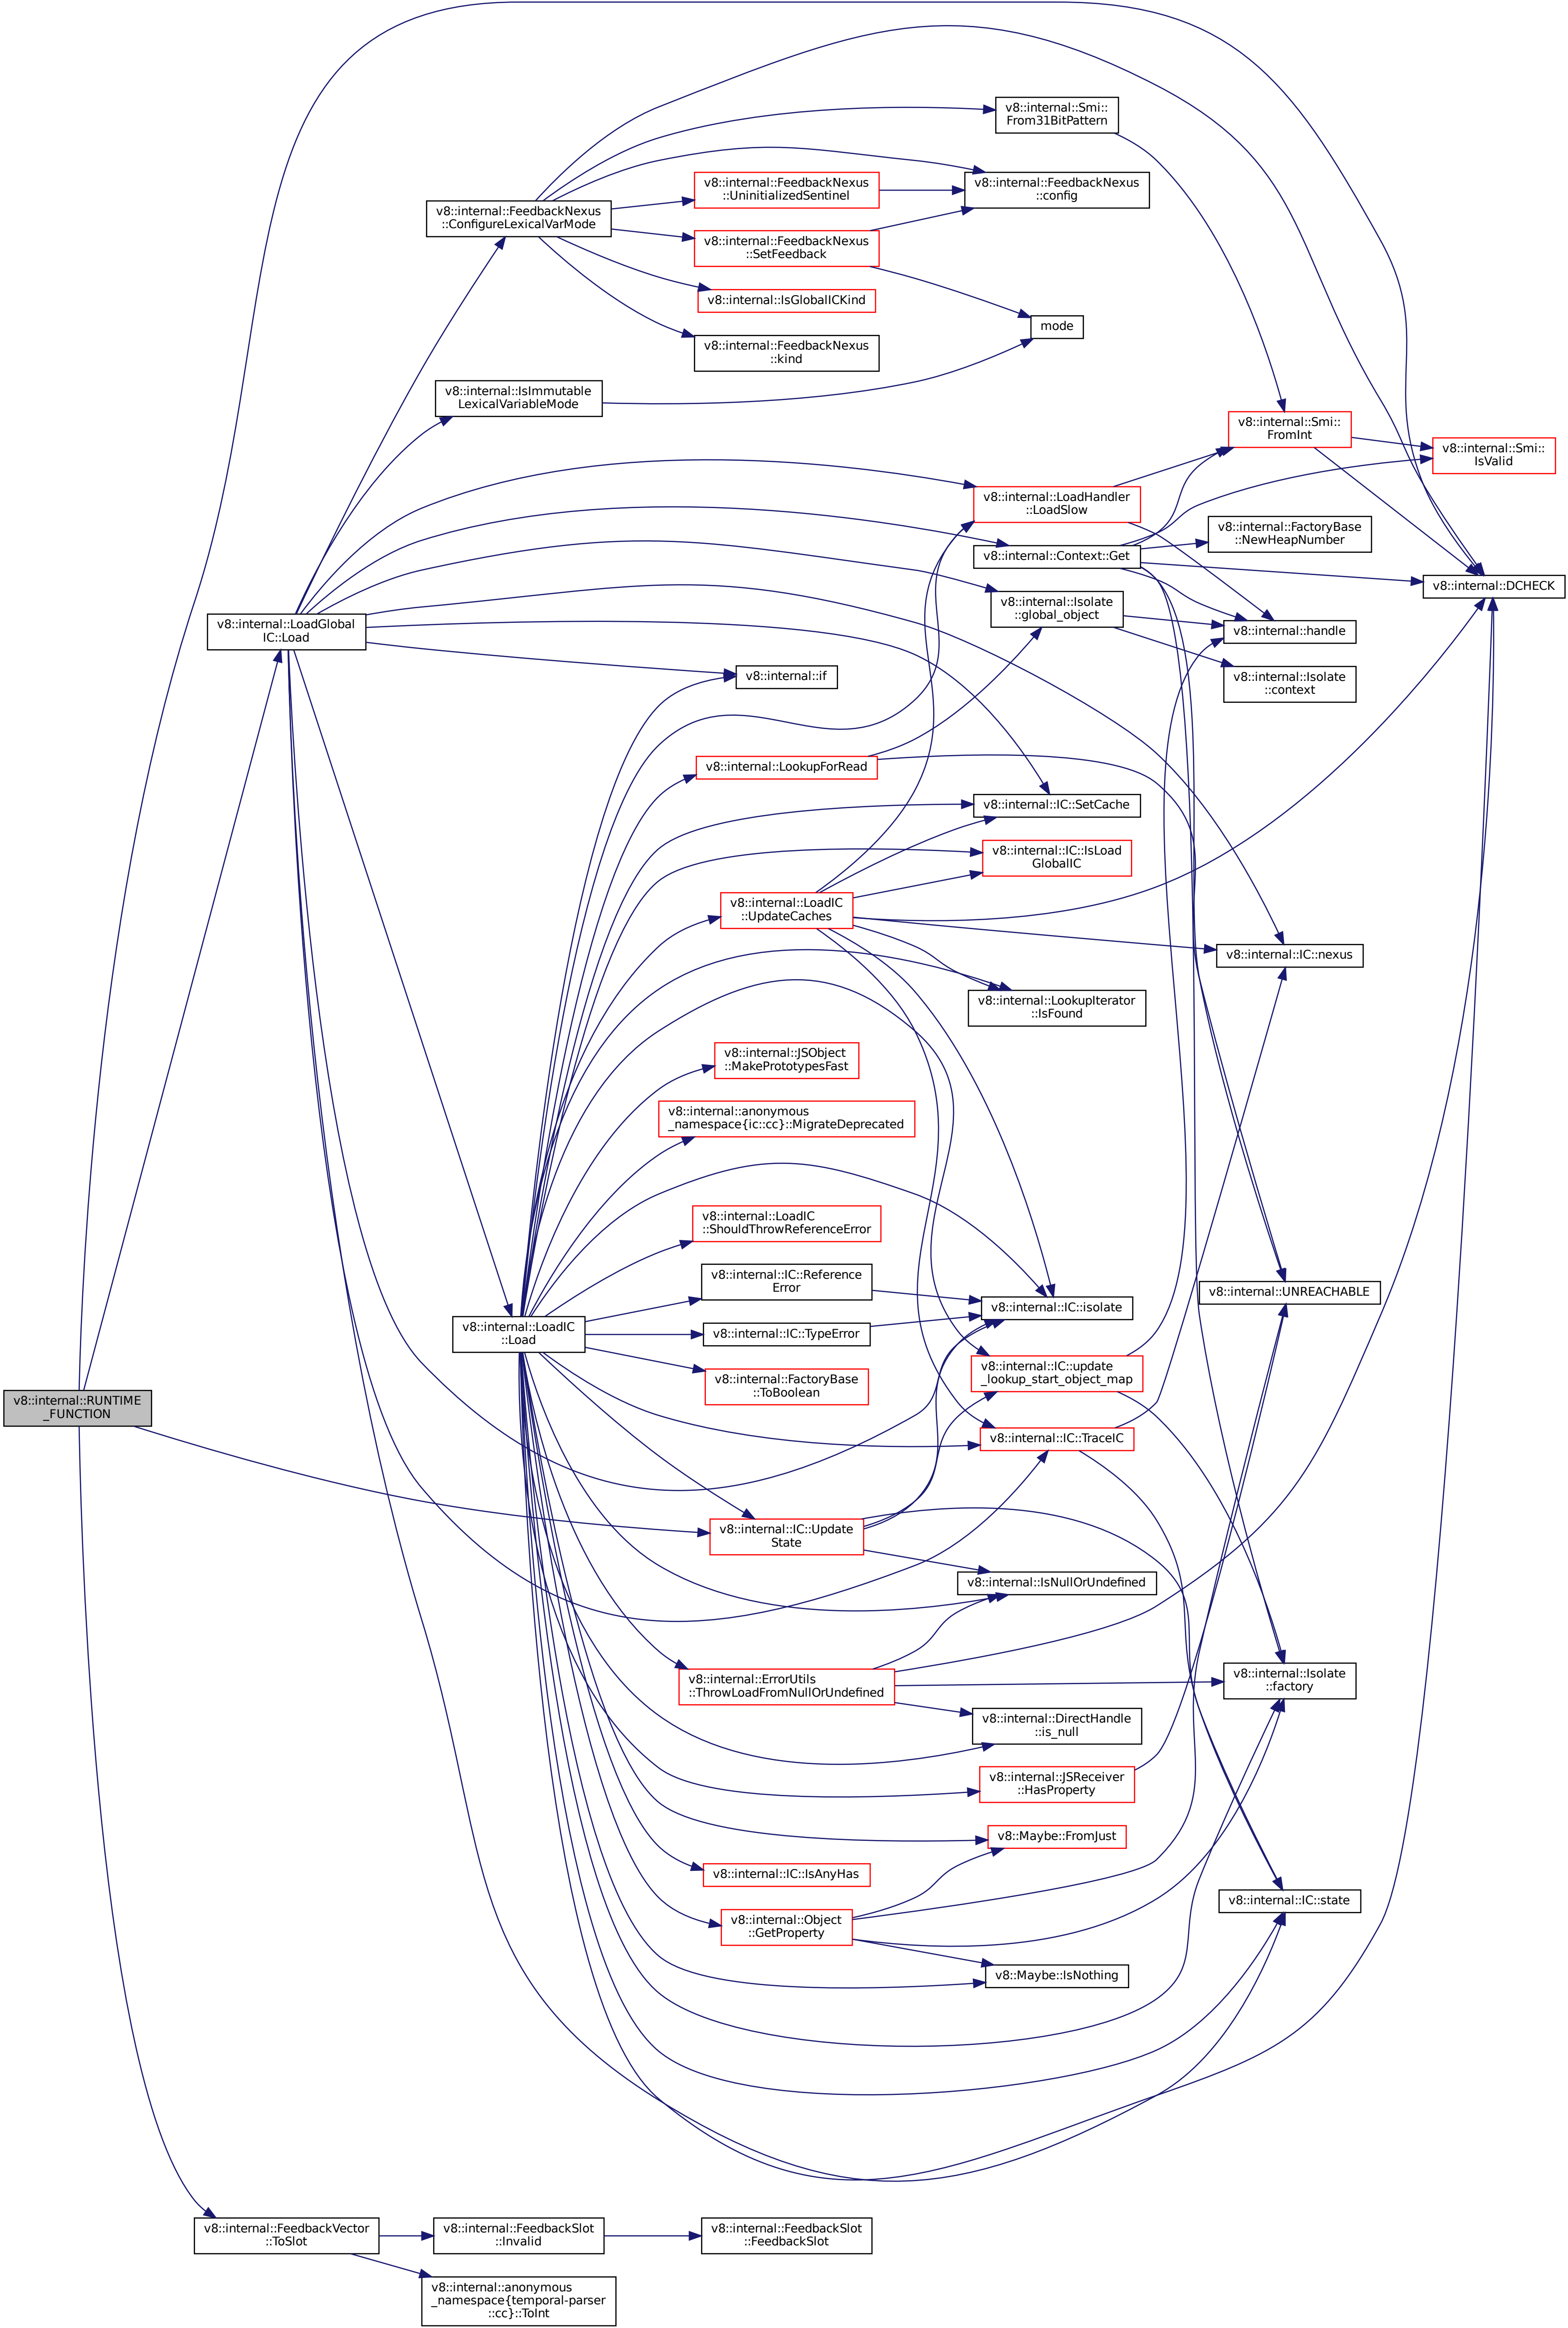 v8::internal::RUNTIME
_FUNCTION
v8::internal::LoadGlobal
IC::Load
v8::internal::FeedbackVector
::ToSlot
v8::internal::FeedbackNexus
::ConfigureLexicalVarMode
v8::internal::IsImmutable
LexicalVariableMode
v8::internal::LoadIC
::Load
v8::internal::FeedbackSlot
::Invalid
v8::internal::anonymous
_namespace{temporal-parser
::cc}::ToInt
v8::internal::FeedbackNexus
::UninitializedSentinel
v8::internal::FeedbackNexus
::SetFeedback
v8::internal::IsGlobalICKind
v8::internal::FeedbackNexus
::kind
v8::internal::if
v8::internal::LookupForRead
v8::internal::LoadIC
::UpdateCaches
v8::internal::JSObject
::MakePrototypesFast
v8::internal::anonymous
_namespace{ic::cc}::MigrateDeprecated
v8::internal::LoadIC
::ShouldThrowReferenceError
v8::internal::IC::Reference
Error
v8::internal::IC::TypeError
v8::internal::FactoryBase
::ToBoolean
v8::internal::IC::Update
State
v8::internal::ErrorUtils
::ThrowLoadFromNullOrUndefined
v8::internal::IC::IsAnyHas
v8::internal::Object
::GetProperty
v8::internal::FeedbackSlot
::FeedbackSlot
v8::internal::Smi::
From31BitPattern
v8::internal::FeedbackNexus
::config
mode
v8::internal::LoadHandler
::LoadSlow
v8::internal::Context::Get
v8::internal::Isolate
::global_object
v8::internal::IC::SetCache
v8::internal::IC::IsLoad
GlobalIC
v8::internal::LookupIterator
::IsFound
v8::internal::IC::isolate
v8::internal::IC::update
_lookup_start_object_map
v8::internal::IC::TraceIC
v8::internal::IsNullOrUndefined
v8::internal::DirectHandle
::is_null
v8::internal::JSReceiver
::HasProperty
v8::Maybe::FromJust
v8::Maybe::IsNothing
v8::internal::Smi::
FromInt
v8::internal::FactoryBase
::NewHeapNumber
v8::internal::handle
v8::internal::Isolate
::context
v8::internal::IC::nexus
v8::internal::UNREACHABLE
v8::internal::Isolate
::factory
v8::internal::IC::state
v8::internal::Smi::
IsValid
v8::internal::DCHECK